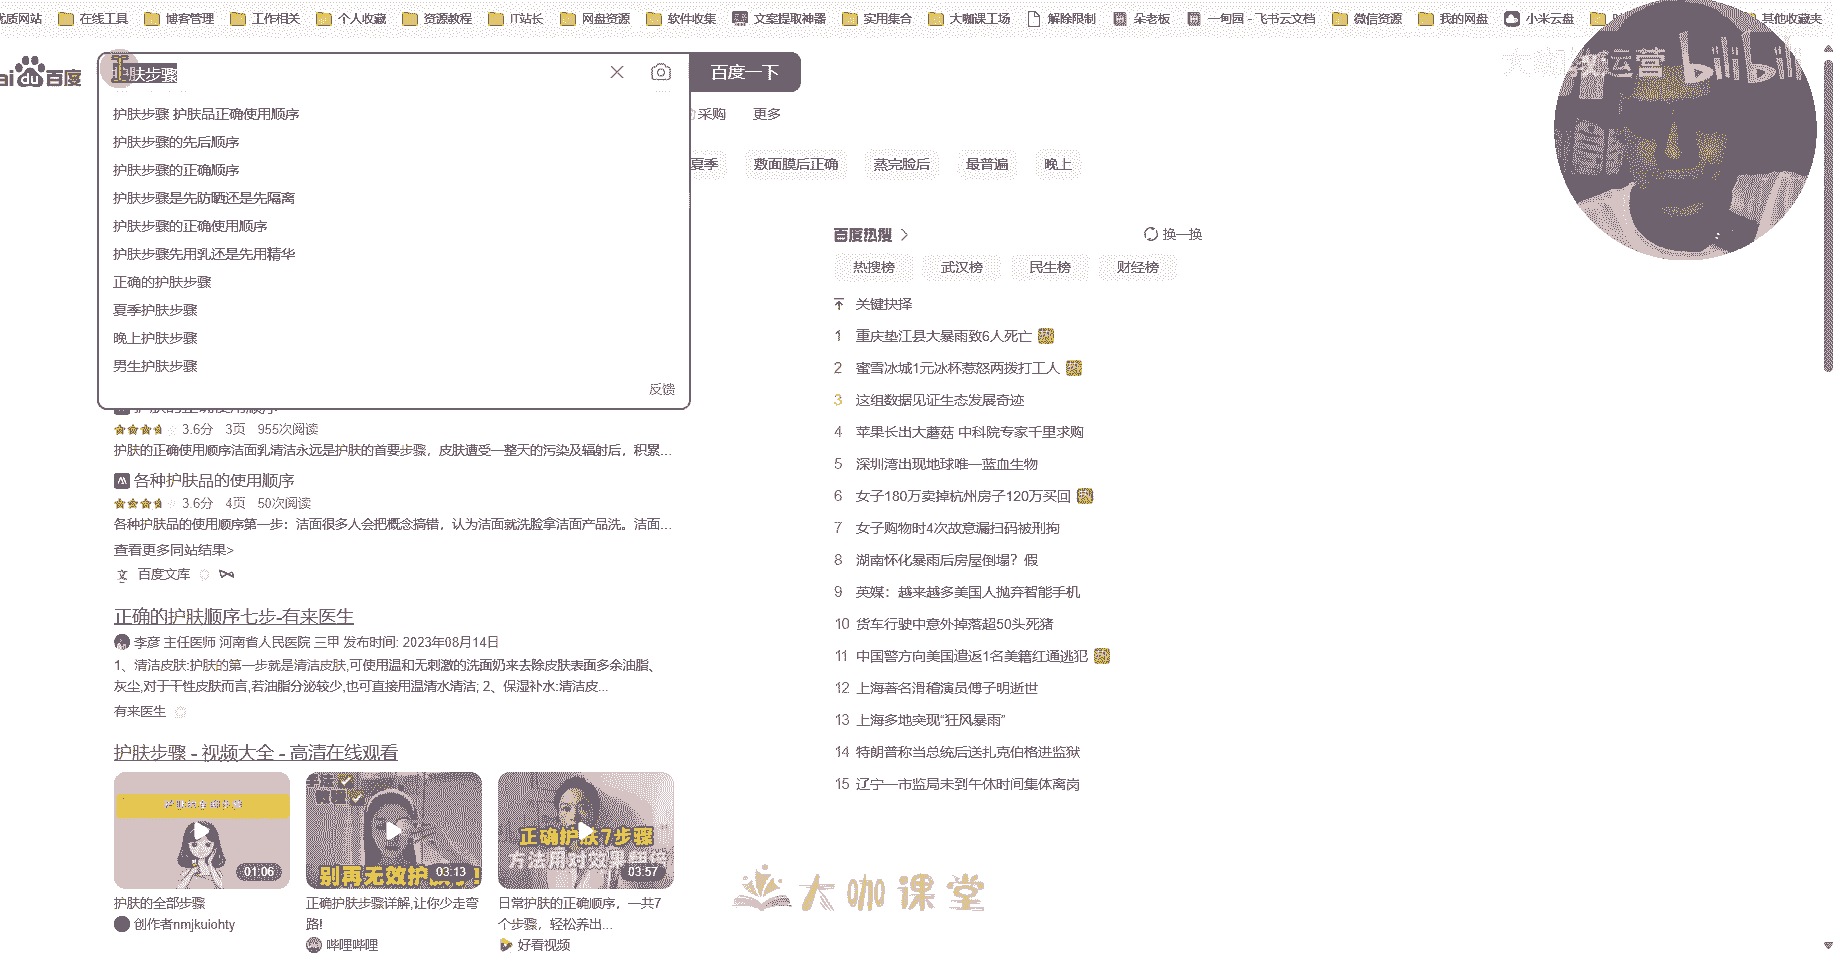 优质网站 在线工具 博客管理 工作相关 个人收藏 资源教程 IT站长 网盘资源 软件收集 文案提取神器 实用集合 大咖课工场 解除限制 朵老板 一甸园 - 飞书云文档 微信资源 我的网盘 小米云盘 其他收藏夹
ai du 百度
护肤步骤
百度一下
运营 bilibili
护肤步骤 护肤品正确使用顺序
采购 更多
护肤步骤的先后顺序
夏季 敷面膜后正确 蒸完脸后 最普遍 晚上
护肤步骤的正确顺序
护肤步骤是先防晒还是先隔离
护肤步骤的正确使用顺序
护肤步骤先用乳还是先用精华
正确的护肤步骤
夏季护肤步骤
晚上护肤步骤
男生护肤步骤
反馈
3.6分 3页 955次阅读
护肤的正确使用顺序洁面乳清洁永远是护肤的首要步骤，皮肤遭受一整天的污染及辐射后，积累...
各种护肤品的使用顺序
3.6分 4页 50次阅读
各种护肤品的使用顺序第一步：洁面很多人会把概念搞错，认为洁面就洗脸拿洁面产品洗。洁面...
查看更多同站结果>
百度文库
正确的护肤顺序七步-有来医生
李彦 主任医师 河南省人民医院 三甲 发布时间: 2023年08月14日
1、清洁皮肤:护肤的第一步就是清洁皮肤,可使用温和无刺激的洗面奶来去除皮肤表面多余油脂、
灰尘,对于干性皮肤而言,若油脂分泌较少,也可直接用温清水清洁; 2、保湿补水:清洁皮...
有来医生
护肤步骤 - 视频大全 - 高清在线观看
01:06
别再无效护
03:13
正确护肤7步骤
方法用对效果翻倍
03:57
护肤的全部步骤
创作者nmjkuiohty
正确护肤步骤详解,让你少走弯
路!
哔哩哔哩
日常护肤的正确顺序，一共7
个步骤，轻松养出...
好看视频
百度热搜
换一换
热搜榜 武汉榜 民生榜 财经榜
关键抉择
1 重庆垫江县大暴雨致6人死亡 热
2 蜜雪冰城1元冰杯惹怒两拨打工人 热
3 这组数据见证生态发展奇迹
4 苹果长出大蘑菇 中科院专家千里求购
5 深圳湾出现地球唯一蓝血生物
6 女子180万卖掉杭州房子120万买回 热
7 女子购物时4次故意漏扫码被刑拘
8 湖南怀化暴雨后房屋倒塌？假
9 英媒：越来越多美国人抛弃智能手机
10 货车行驶中意外掉落超50头死猪
11 中国警方向美国遣返1名美籍红通逃犯 热
12 上海著名滑稽演员傅子明逝世
13 上海多地突现“狂风暴雨”
14 特朗普称当总统后送扎克伯格进监狱
15 辽宁一市监局未到午休时间集体离岗
大咖课堂